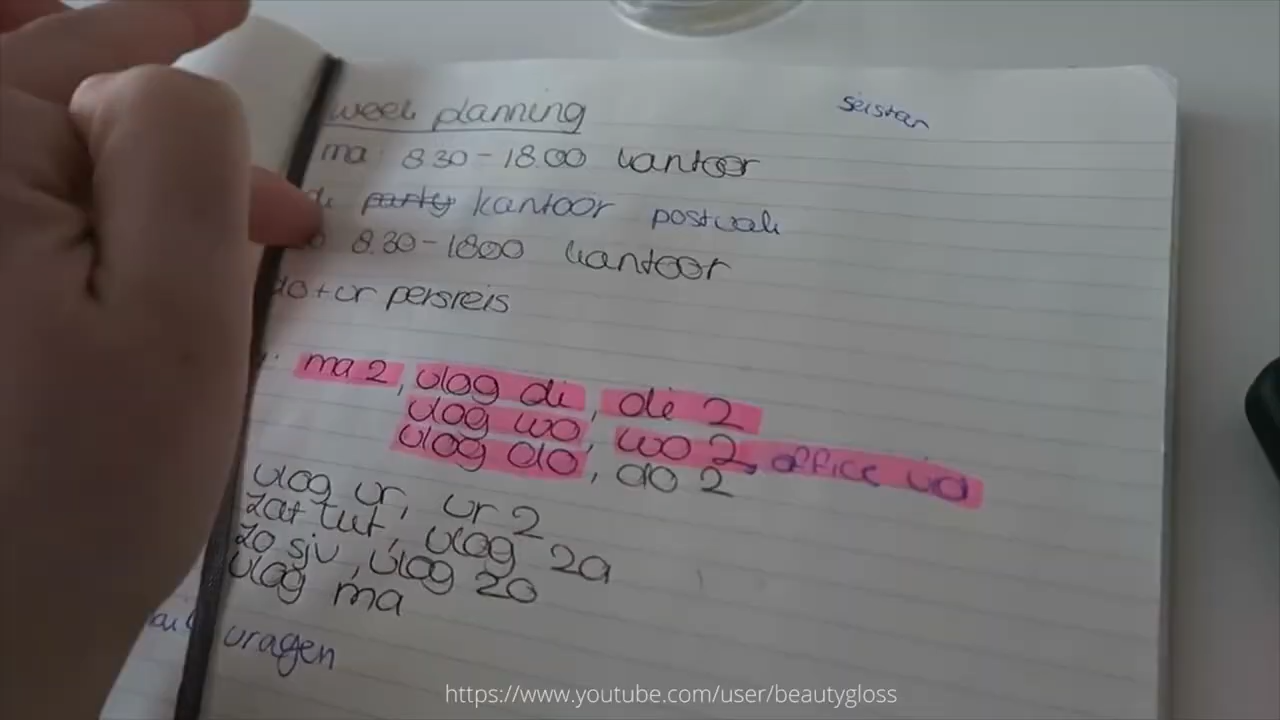 week planning
seistan
ma 8.30-18.00 kantoor
di party kantoor postvak
8.30-1800 kantoor
do+vr persreis
ma 2, vlog di, die 2
vlog wo, wo 2, office vid
vlog do, do 2
vlog vr, vr 2
zat tut, vlog za
zo sju, vlog zo
vlog ma
vragen
https://www.youtube.com/user/beautygloss